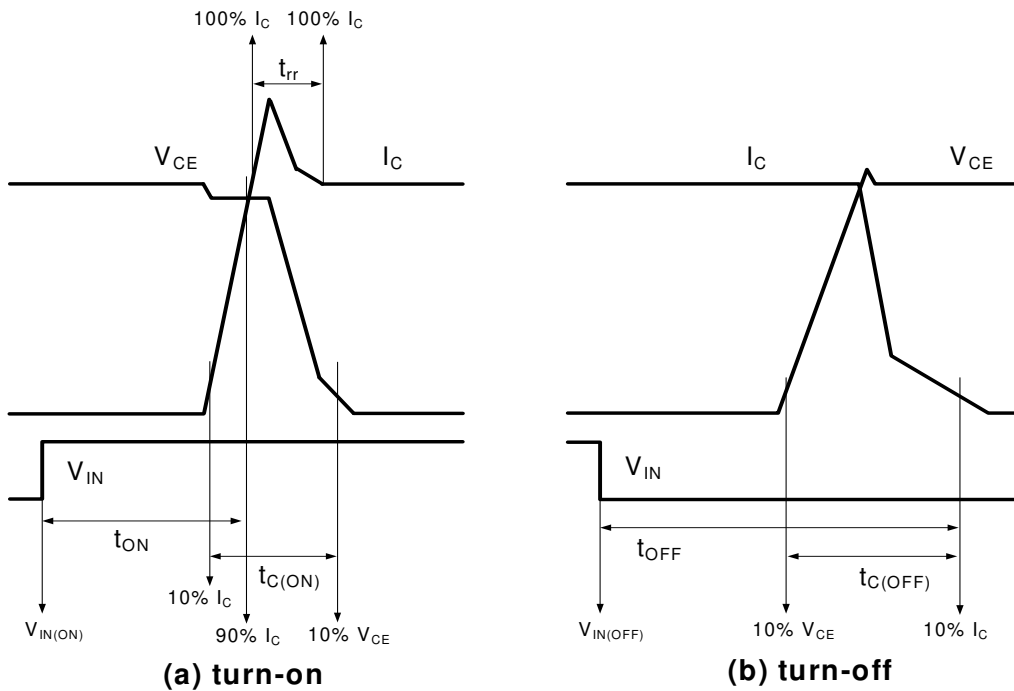 100% I_C 100% I_C
t_rr
V_CE I_C
V_IN
t_ON
t_C(ON)
10% I_C
V_IN(ON)
90% I_C 10% V_CE
(a) turn-on
I_C V_CE
V_IN
t_OFF
t_C(OFF)
V_IN(OFF) 10% V_CE 10% I_C
(b) turn-off